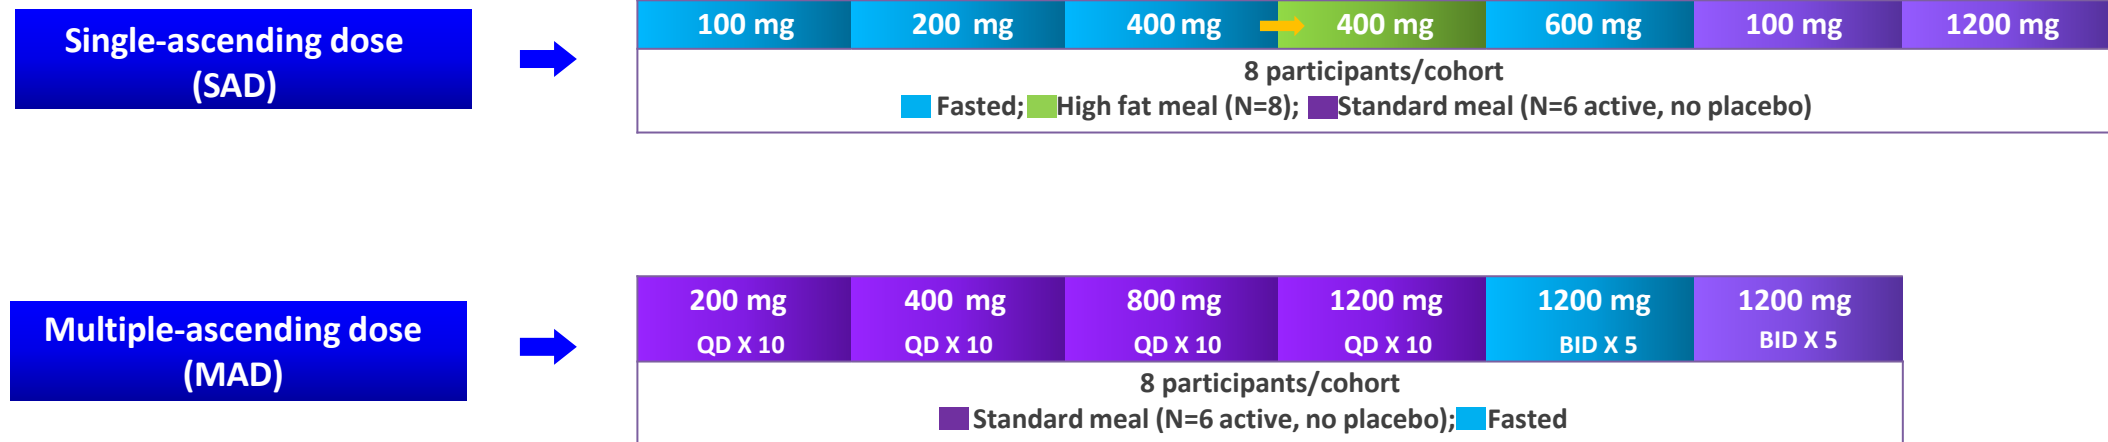 Single-ascending dose
(SAD)
100 mg 200 mg 400 mg 400 mg 600 mg 100 mg 1200 mg
8 participants/cohort
Fasted; High fat meal (N=8); Standard meal (N=6 active, no placebo)
Multiple-ascending dose
(MAD)
200 mg 400 mg 800 mg 1200 mg 1200 mg 1200 mg
QD X 10 QD X 10 QD X 10 QD X 10 BID X 5 BID X 5
8 participants/cohort
Standard meal (N=6 active, no placebo); Fasted